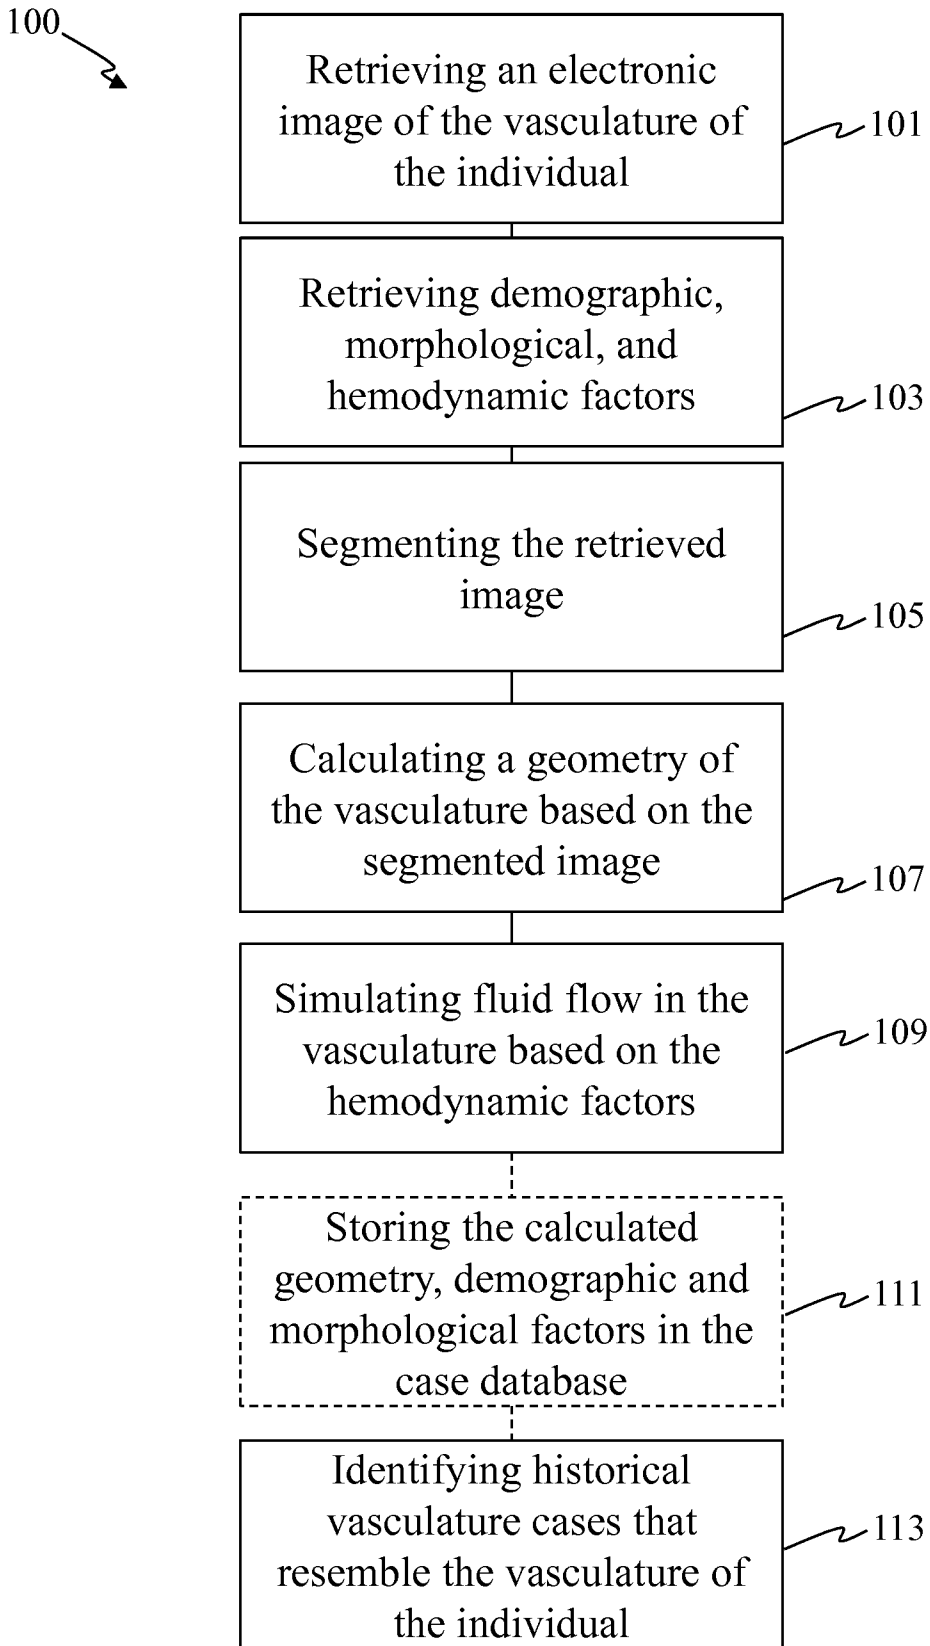 100
Retrieving an electronic
image of the vasculature of
the individual
101
Retrieving demographic,
morphological, and
hemodynamic factors
103
Segmenting the retrieved
image
105
Calculating a geometry of
the vasculature based on the
segmented image
107
Simulating fluid flow in the
vasculature based on the
hemodynamic factors
109
Storing the calculated
geometry, demographic and
morphological factors in the
case database
111
Identifying historical
vasculature cases that
resemble the vasculature of
the individual
113